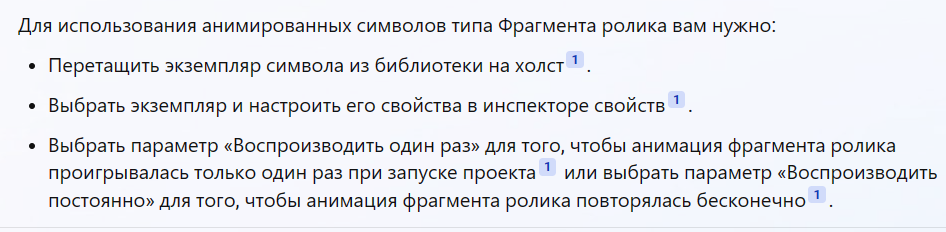 Для использования анимированных символов типа Фрагмента ролика вам нужно:
• Перетащить экземпляр символа из библиотеки на холст 1 .
• Выбрать экземпляр и настроить его свойства в инспекторе свойств 1 .
• Выбрать параметр «Воспроизводить один раз» для того, чтобы анимация фрагмента ролика
проигрывалась только один раз при запуске проекта 1 или выбрать параметр «Воспроизводить
постоянно» для того, чтобы анимация фрагмента ролика повторялась бесконечно 1 .